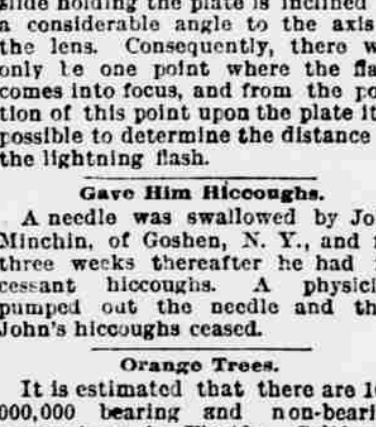 slide holding the plate is inclined
a considerable angle to the axis
the lens. Consequently, there w
only be one point where the fla
comes into focus, and from the po
tion of this point upon the plate it
possible to determine the distance
the lightning flash.
Gave Him Hiccoughs.
A needle was swallowed by Jo
Minchin, of Goshen, N. Y., and f
three weeks thereafter he had i
cessant hiccoughs. A physici
pumped out the needle and th
John's hiccoughs ceased.
Orange Trees.
It is estimated that there are 1
000,000 bearing and non-beari